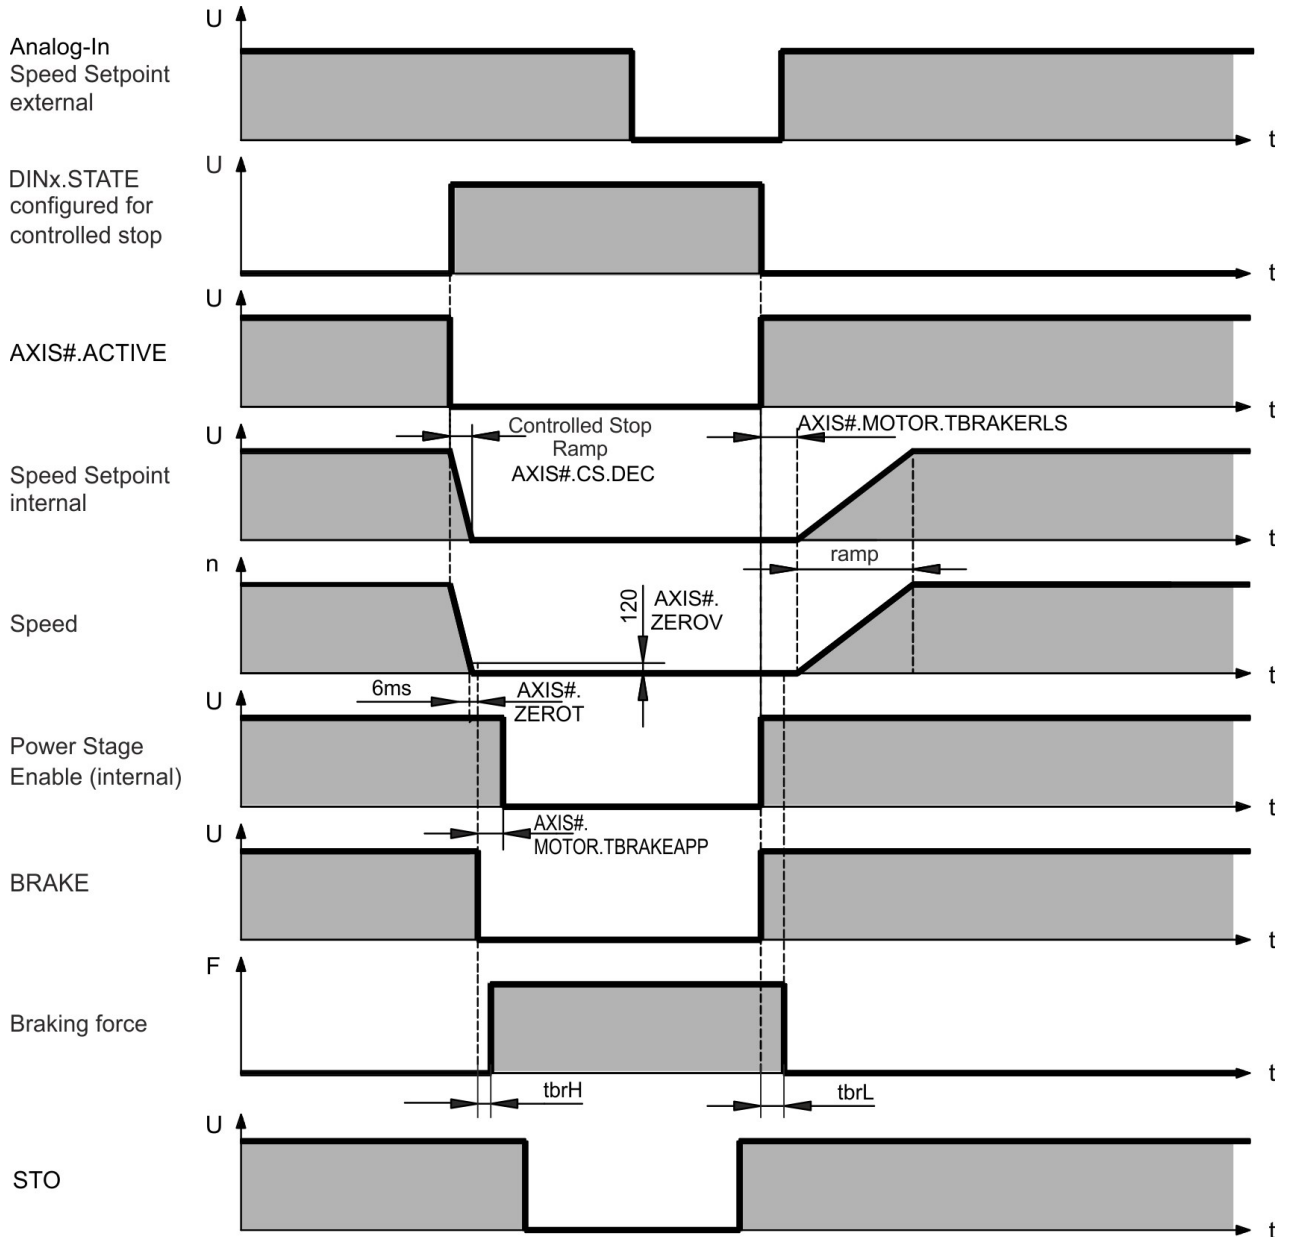 U
Analog-In
Speed Setpoint
external
t
U
DINx.STATE
configured for
controlled stop
t
U
AXIS#.ACTIVE
t
U
Controlled Stop
Ramp
AXIS#.CS.DEC
AXIS#.MOTOR.TBRAKERLS
Speed Setpoint
internal
t
ramp
n
120
AXIS#.
ZEROV
Speed
t
6ms
AXIS#.
ZEROT
U
Power Stage
Enable (internal)
t
AXIS#.
MOTOR.TBRAKEAPP
U
BRAKE
t
F
Braking force
t
tbrH
tbrL
U
STO
t